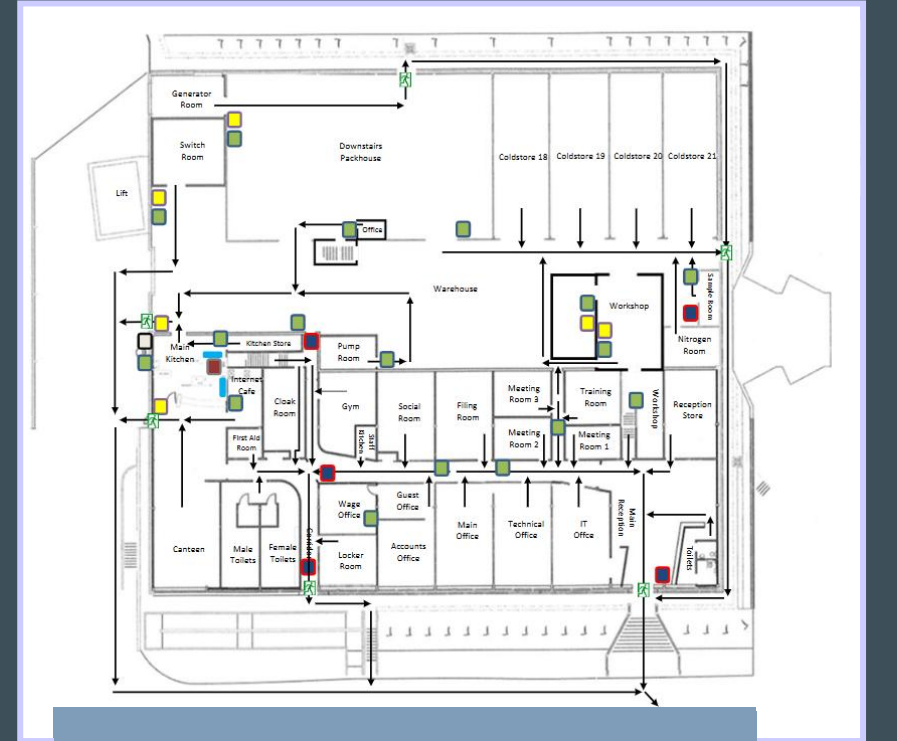 Generator
Room
Switch
Room
Downstairs
Packhouse
Coldstore 18
Coldstore 19
Coldstore 20
Coldstore 21
Lift
Office
Warehouse
Workshop
Sample Room
Nitrogen
Room
Main
Kitchen
Kitchen Store
Pump
Room
Internet
Cafe
Cloak
Room
Gym
Social
Room
Filing
Room
Meeting
Room 3
Meeting
Room 2
Training
Room
Meeting
Room 1
Workshop
Reception
Store
First Aid
Room
Staff
Kitchen
Wage
Office
Guest
Office
Main
Office
Technical
Office
IT
Offce
Main
Reception
Canteen
Male
Toilets
Female
Toilets
Corridor
Locker
Room
Accounts
Office
Toilets